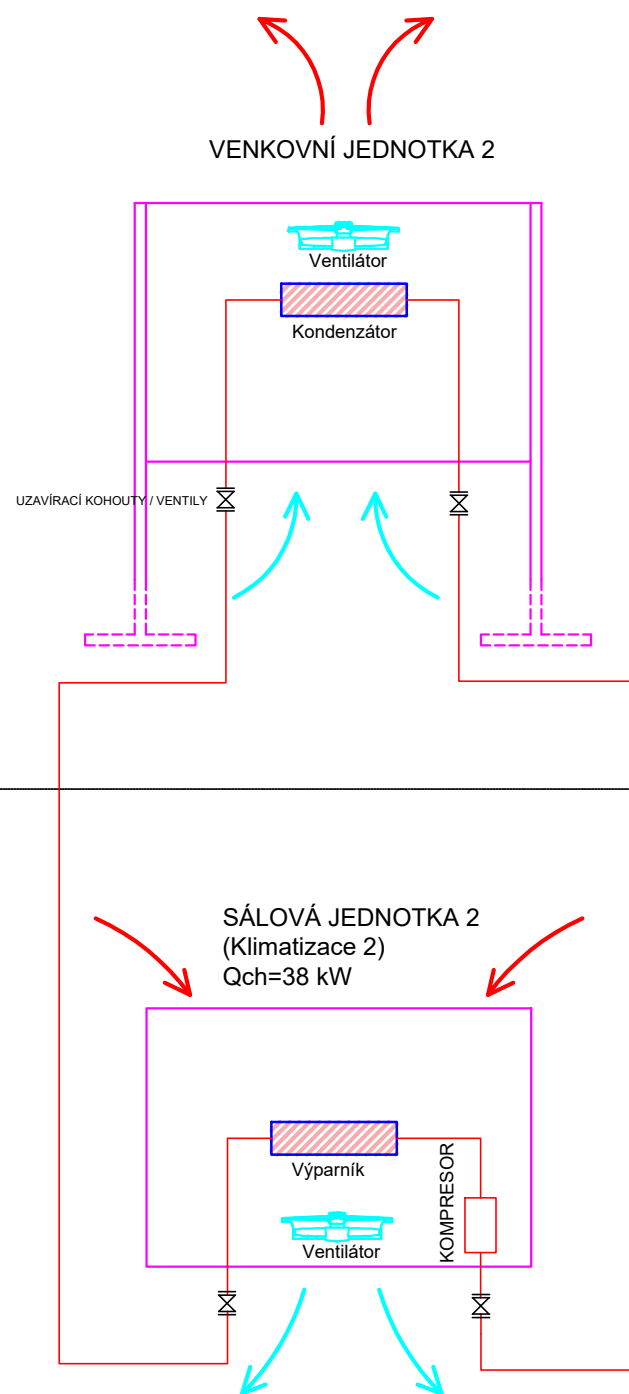 VENKOVNÍ JEDNOTKA 2
Ventilátor
Kondenzátor
UZAVÍRACÍ KOHOUTY / VENTILY
SÁLOVÁ JEDNOTKA 2
(Klimatizace 2)
Qch=38 kW
Výparník
KOMPRESOR
Ventilátor